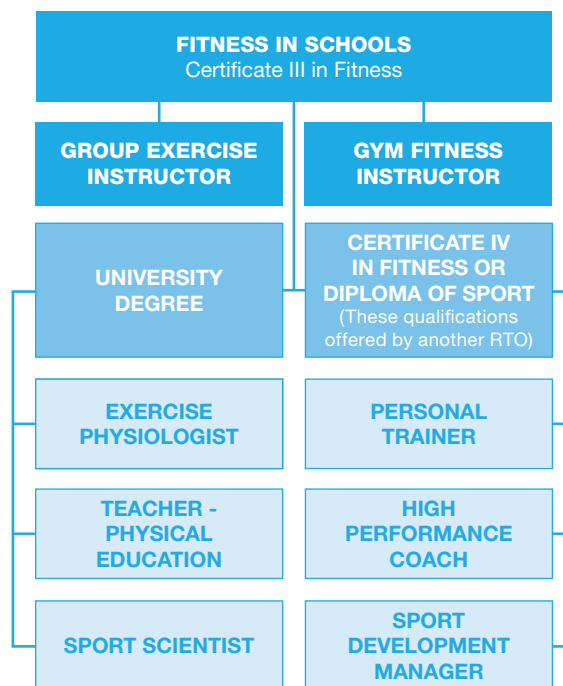 FITNESS IN SCHOOLS
Certificate III in Fitness
GROUP EXERCISE
INSTRUCTOR
GYM FITNESS
INSTRUCTOR
UNIVERSITY
DEGREE
CERTIFICATE IV
IN FITNESS OR
DIPLOMA OF SPORT
(These qualifications
offered by another RTO)
EXERCISE
PHYSIOLOGIST
PERSONAL
TRAINER
TEACHER -
PHYSICAL
EDUCATION
HIGH
PERFORMANCE
COACH
SPORT SCIENTIST
SPORT
DEVELOPMENT
MANAGER